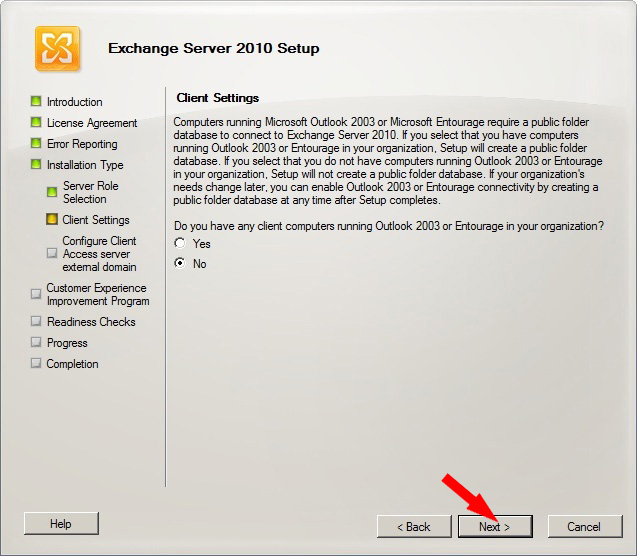 Exchange Server 2010 Setup
Introduction
License Agreement
Error Reporting
Installation Type
Server Role
Selection
Client Settings
Configure Client
Access server
external domain
Customer Experience
Improvement Program
Readiness Checks
Progress
Completion
Client Settings
Computers running Microsoft Outlook 2003 or Microsoft Entourage require a public folder
database to connect to Exchange Server 2010. If you select that you have computers
running Outlook 2003 or Entourage in your organization, Setup will create a public folder
database. If you select that you do not have computers running Outlook 2003 or Entourage
in your organization, Setup will not create a public folder database. If your organization's
needs change later, you can enable Outlook 2003 or Entourage connectivity by creating a
public folder database at any time after Setup completes.
Do you have any client computers running Outlook 2003 or Entourage in your organization?
Yes
No
Help
< Back
Next >
Cancel